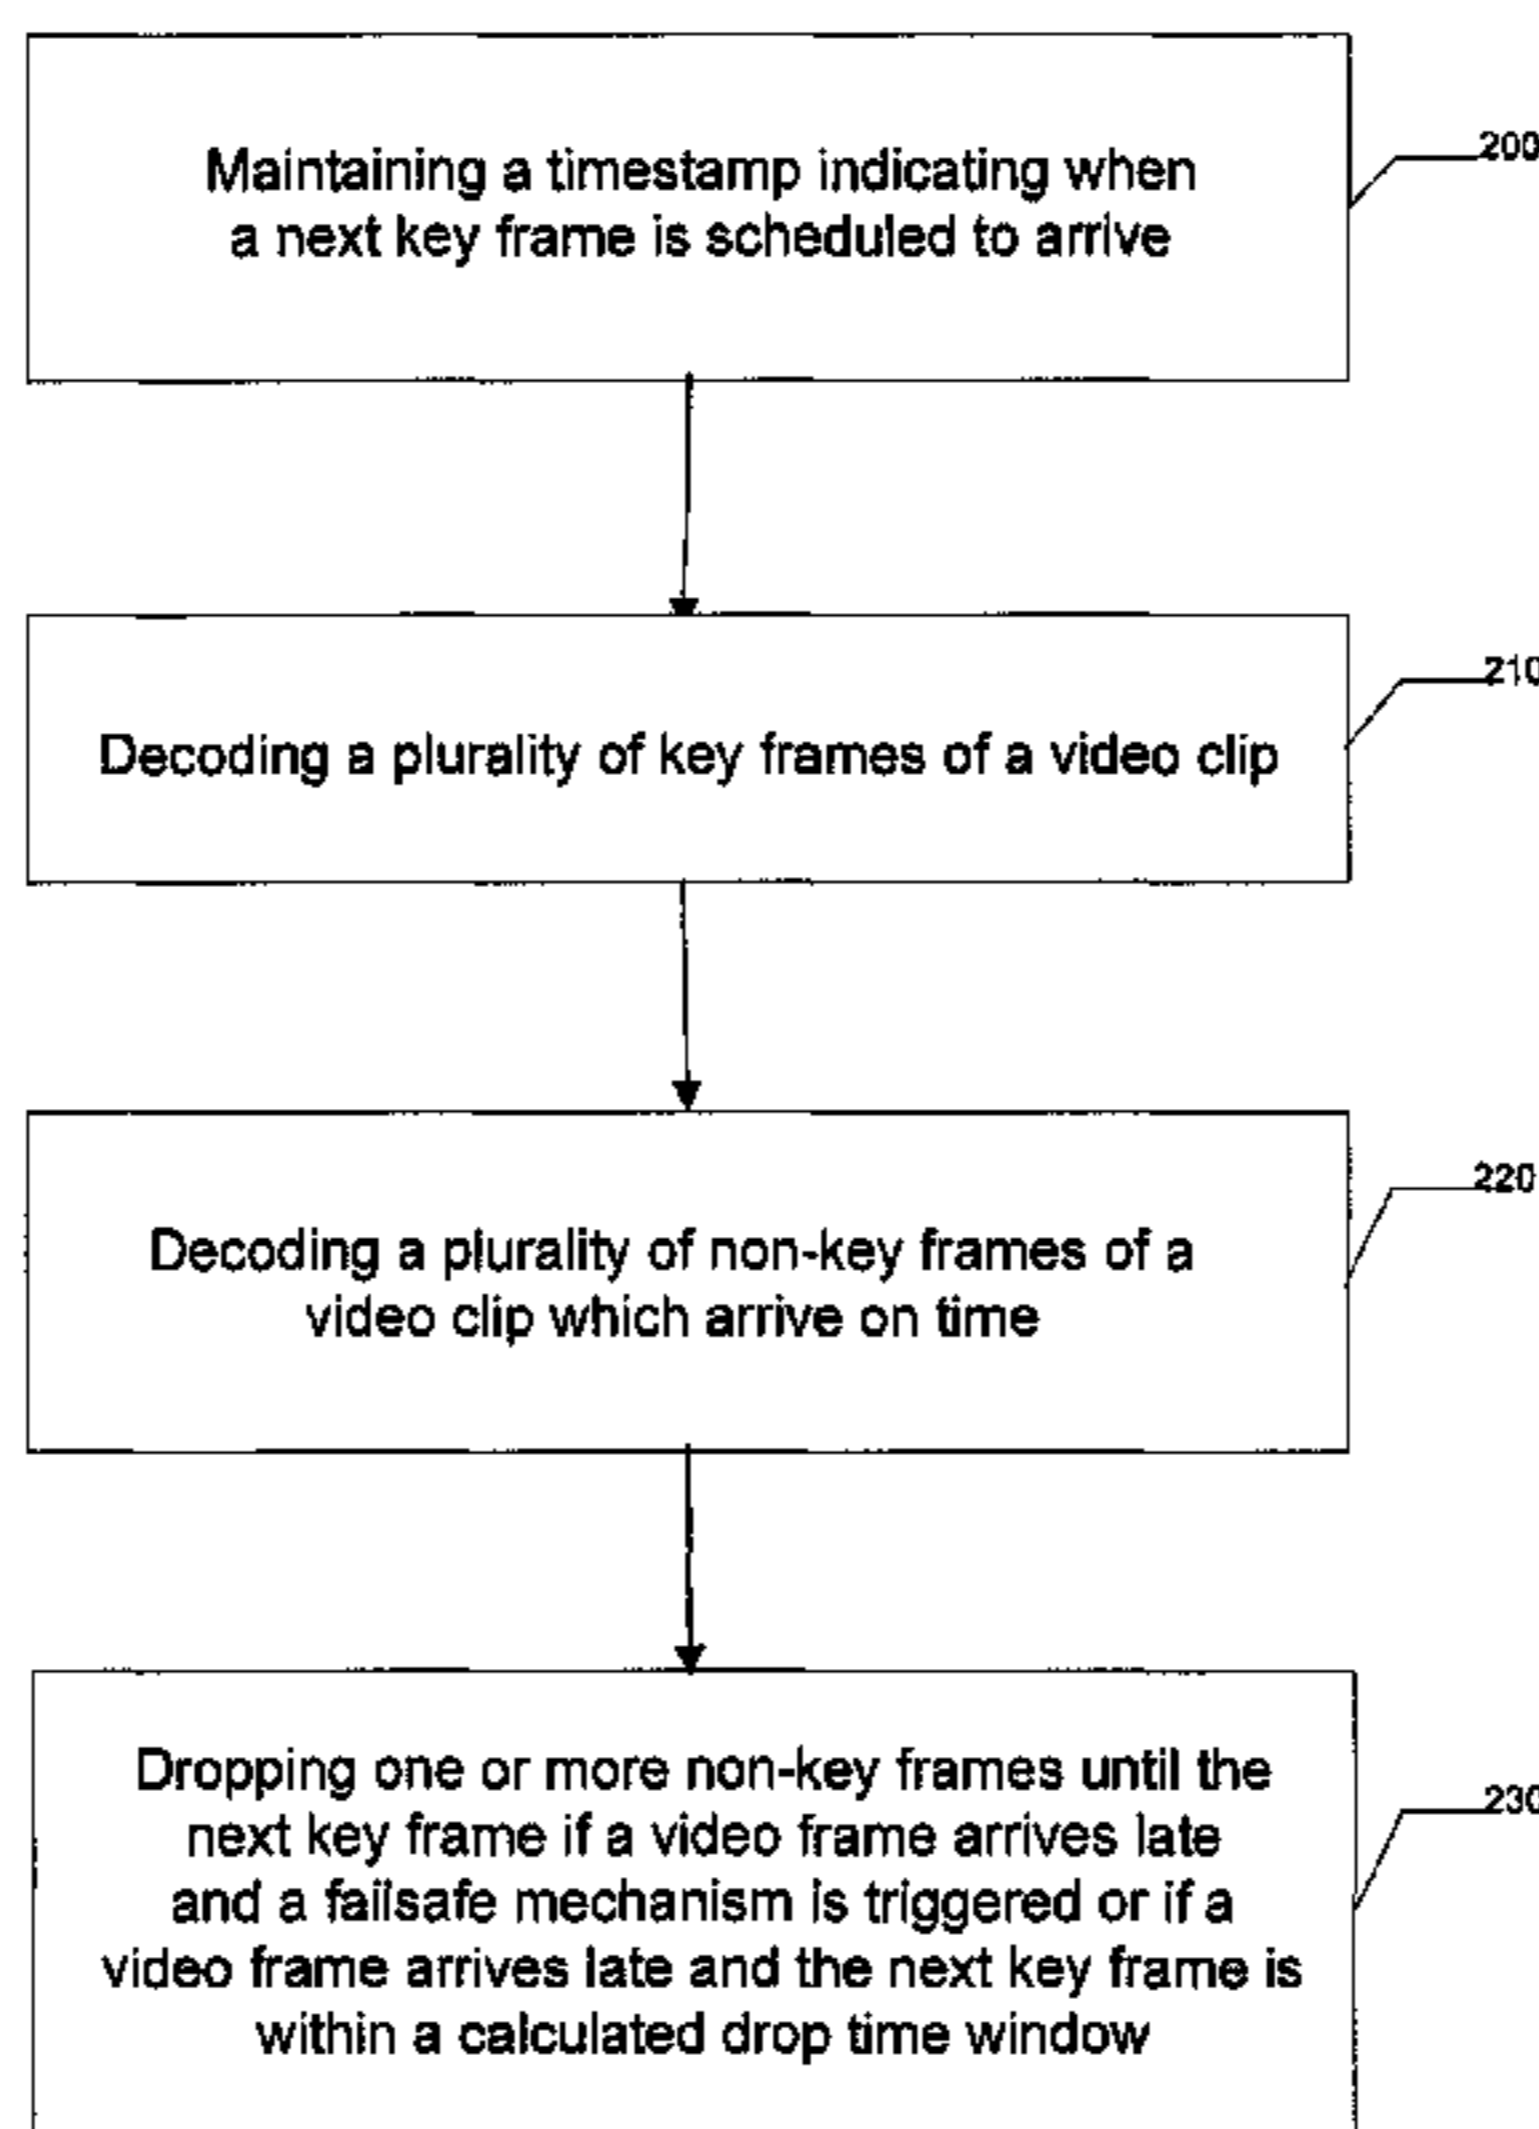 Maintaining a timestamp indicating when
a next key frame is scheduled to arrive
200
Decoding a plurality of key frames of a video clip
210
Decoding a plurality of non-key frames of a
video clip which arrive on time
220
Dropping one or more non-key frames until the
next key frame if a video frame arrives late
and a failsafe mechanism is triggered or if a
video frame arrives late and the next key frame is
within a calculated drop time window
230